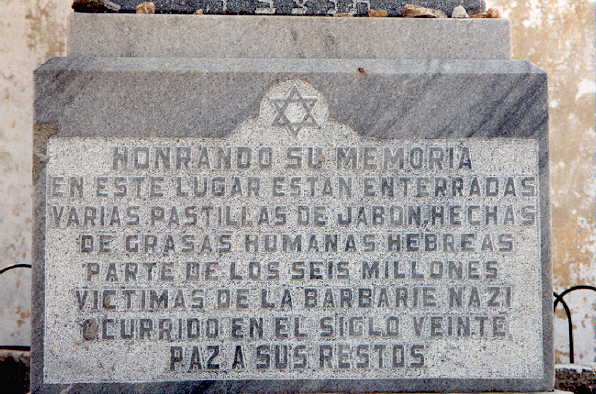 HONRANDO SU MEMORIA
EN ESTE LUGAR ESTAN ENTERRADAS
VARIAS PASTILLAS DE JABON, HECHAS
DE GRASAS HUMANAS HEBREAS
PARTE DE LOS SEIS MILLONES
VICTIMAS DE LA BARBARIE NAZI
OCURRIDO EN EL SIGLO VEINTE
PAZ A SUS RESTOS